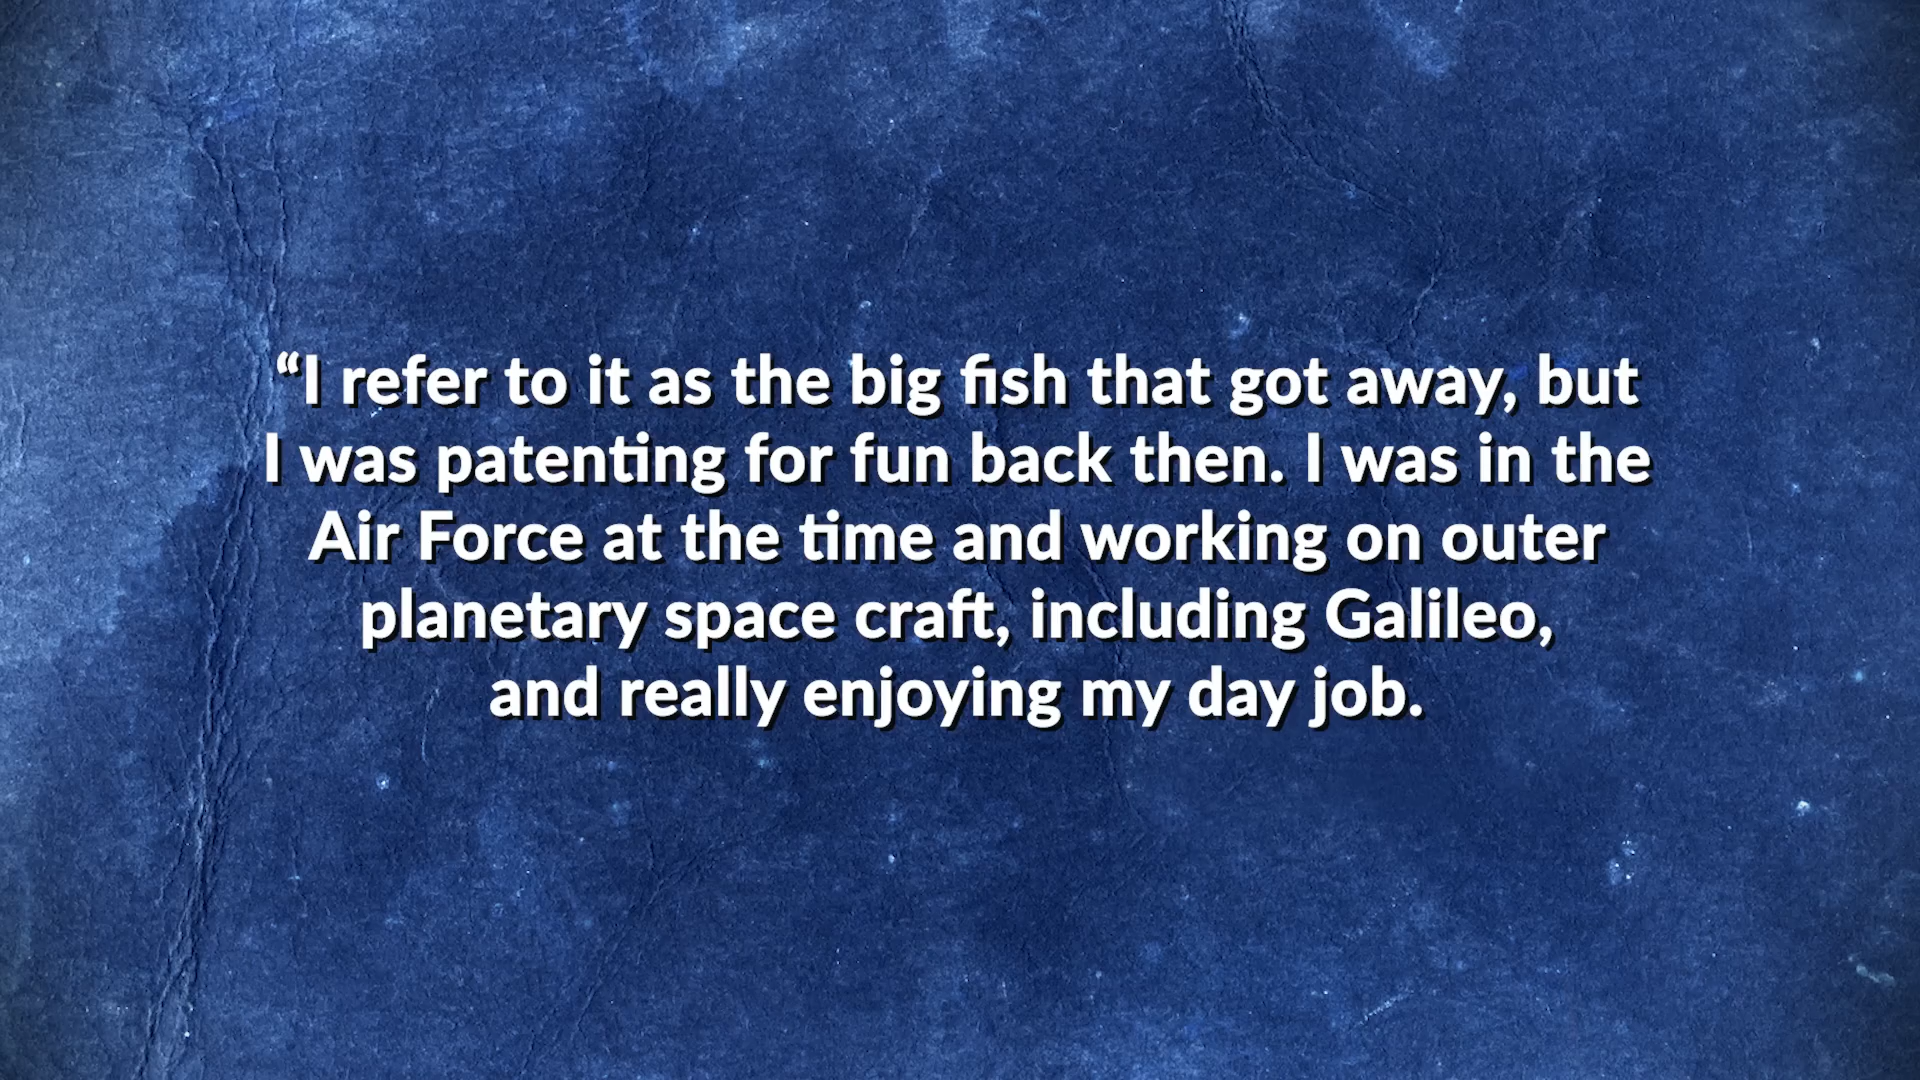 “I refer to it as the big fish that got away, but
I was patenting for fun back then. I was in the
Air Force at the time and working on outer
planetary space craft, including Galileo,
and really enjoying my day job.